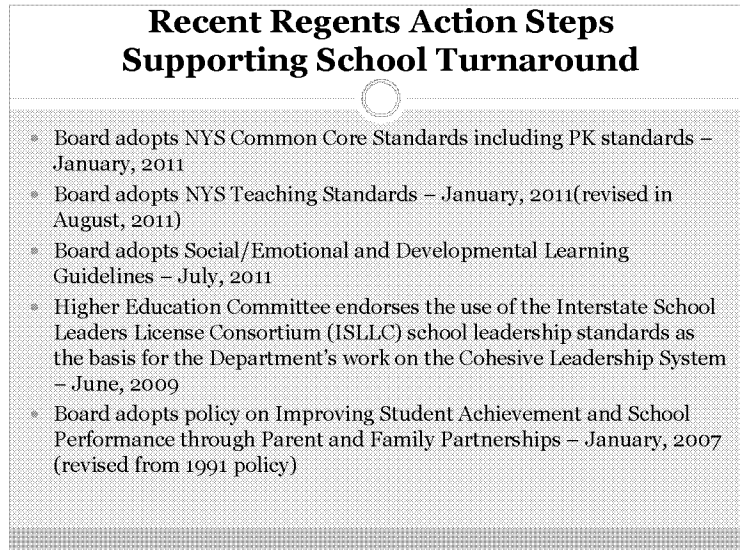 Recent Regents Action Steps
Supporting School Turnaround
Board adopts NYS Common Core Standards including PK standards –
January, 2011
Board adopts NYS Teaching Standards – January, 2011(revised in
August, 2011)
Board adopts Social/Emotional and Developmental Learning
Guidelines – July, 2011
Higher Education Committee endorses the use of the Interstate School
Leaders License Consortium (ISLLC) school leadership standards as
the basis for the Department's work on the Cohesive Leadership System
– June, 2009
Board adopts policy on Improving Student Achievement and School
Performance through Parent and Family Partnerships – January, 2007
(revised from 1991 policy)